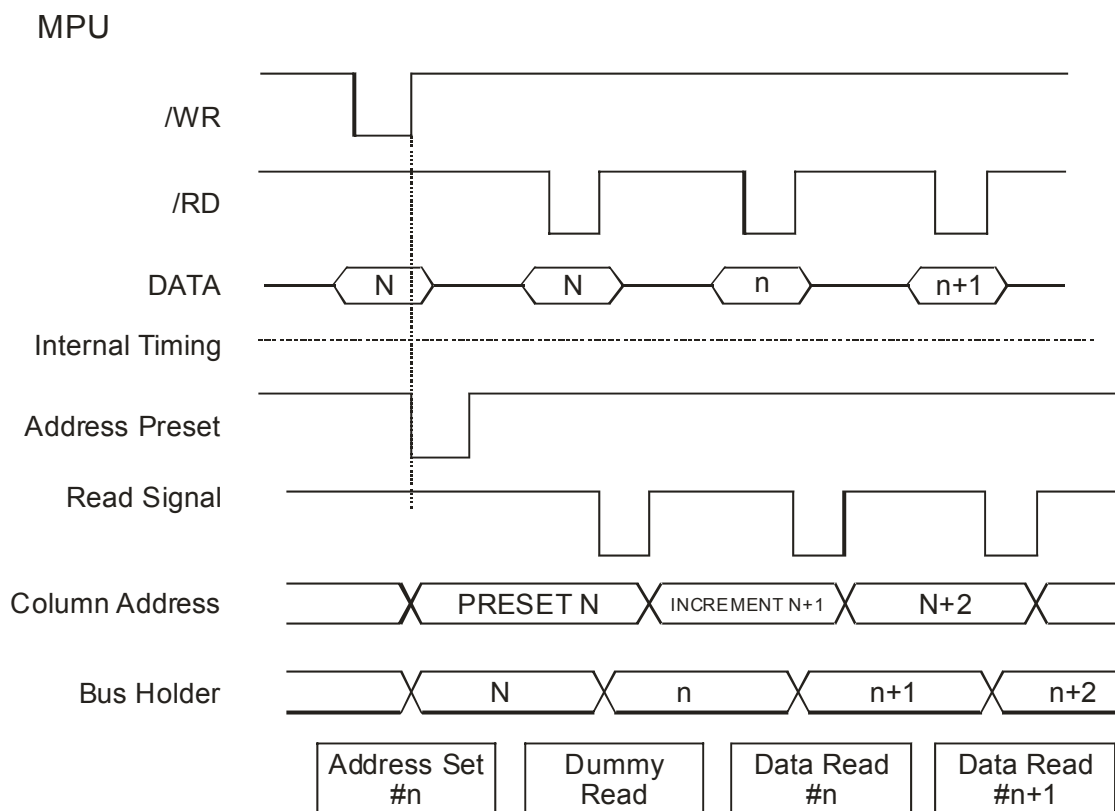 MPU
/WR
/RD
DATA
N
N
n
n+1
Internal Timing
Address Preset
Read Signal
Column Address
PRESET N
INCREMENT N+1
N+2
Bus Holder
N
n
n+1
n+2
Address Set
#n
Dummy
Read
Data Read
#n
Data Read
#n+1